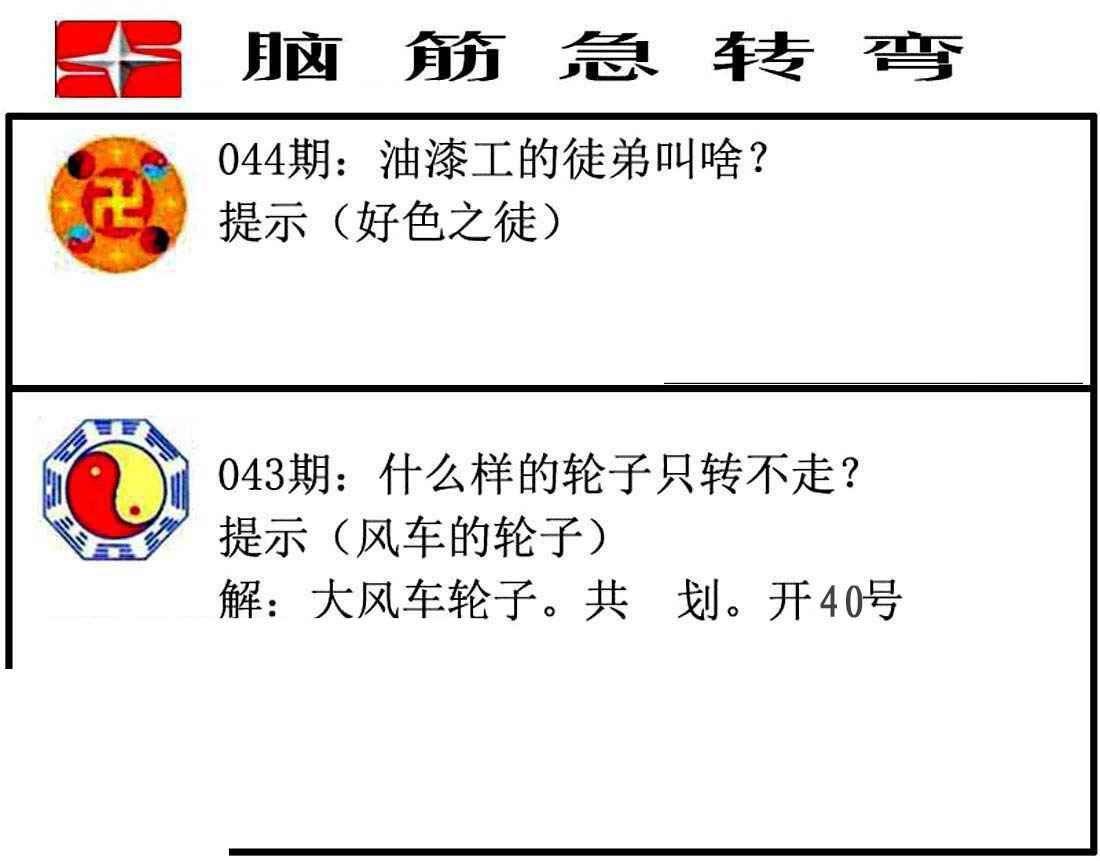 脑筋急转弯
044期：油漆工的徒弟叫啥？
提示（好色之徒）
043期：什么样的轮子只转不走？
提示（风车的轮子）
解：大风车轮子。共　划。开40号